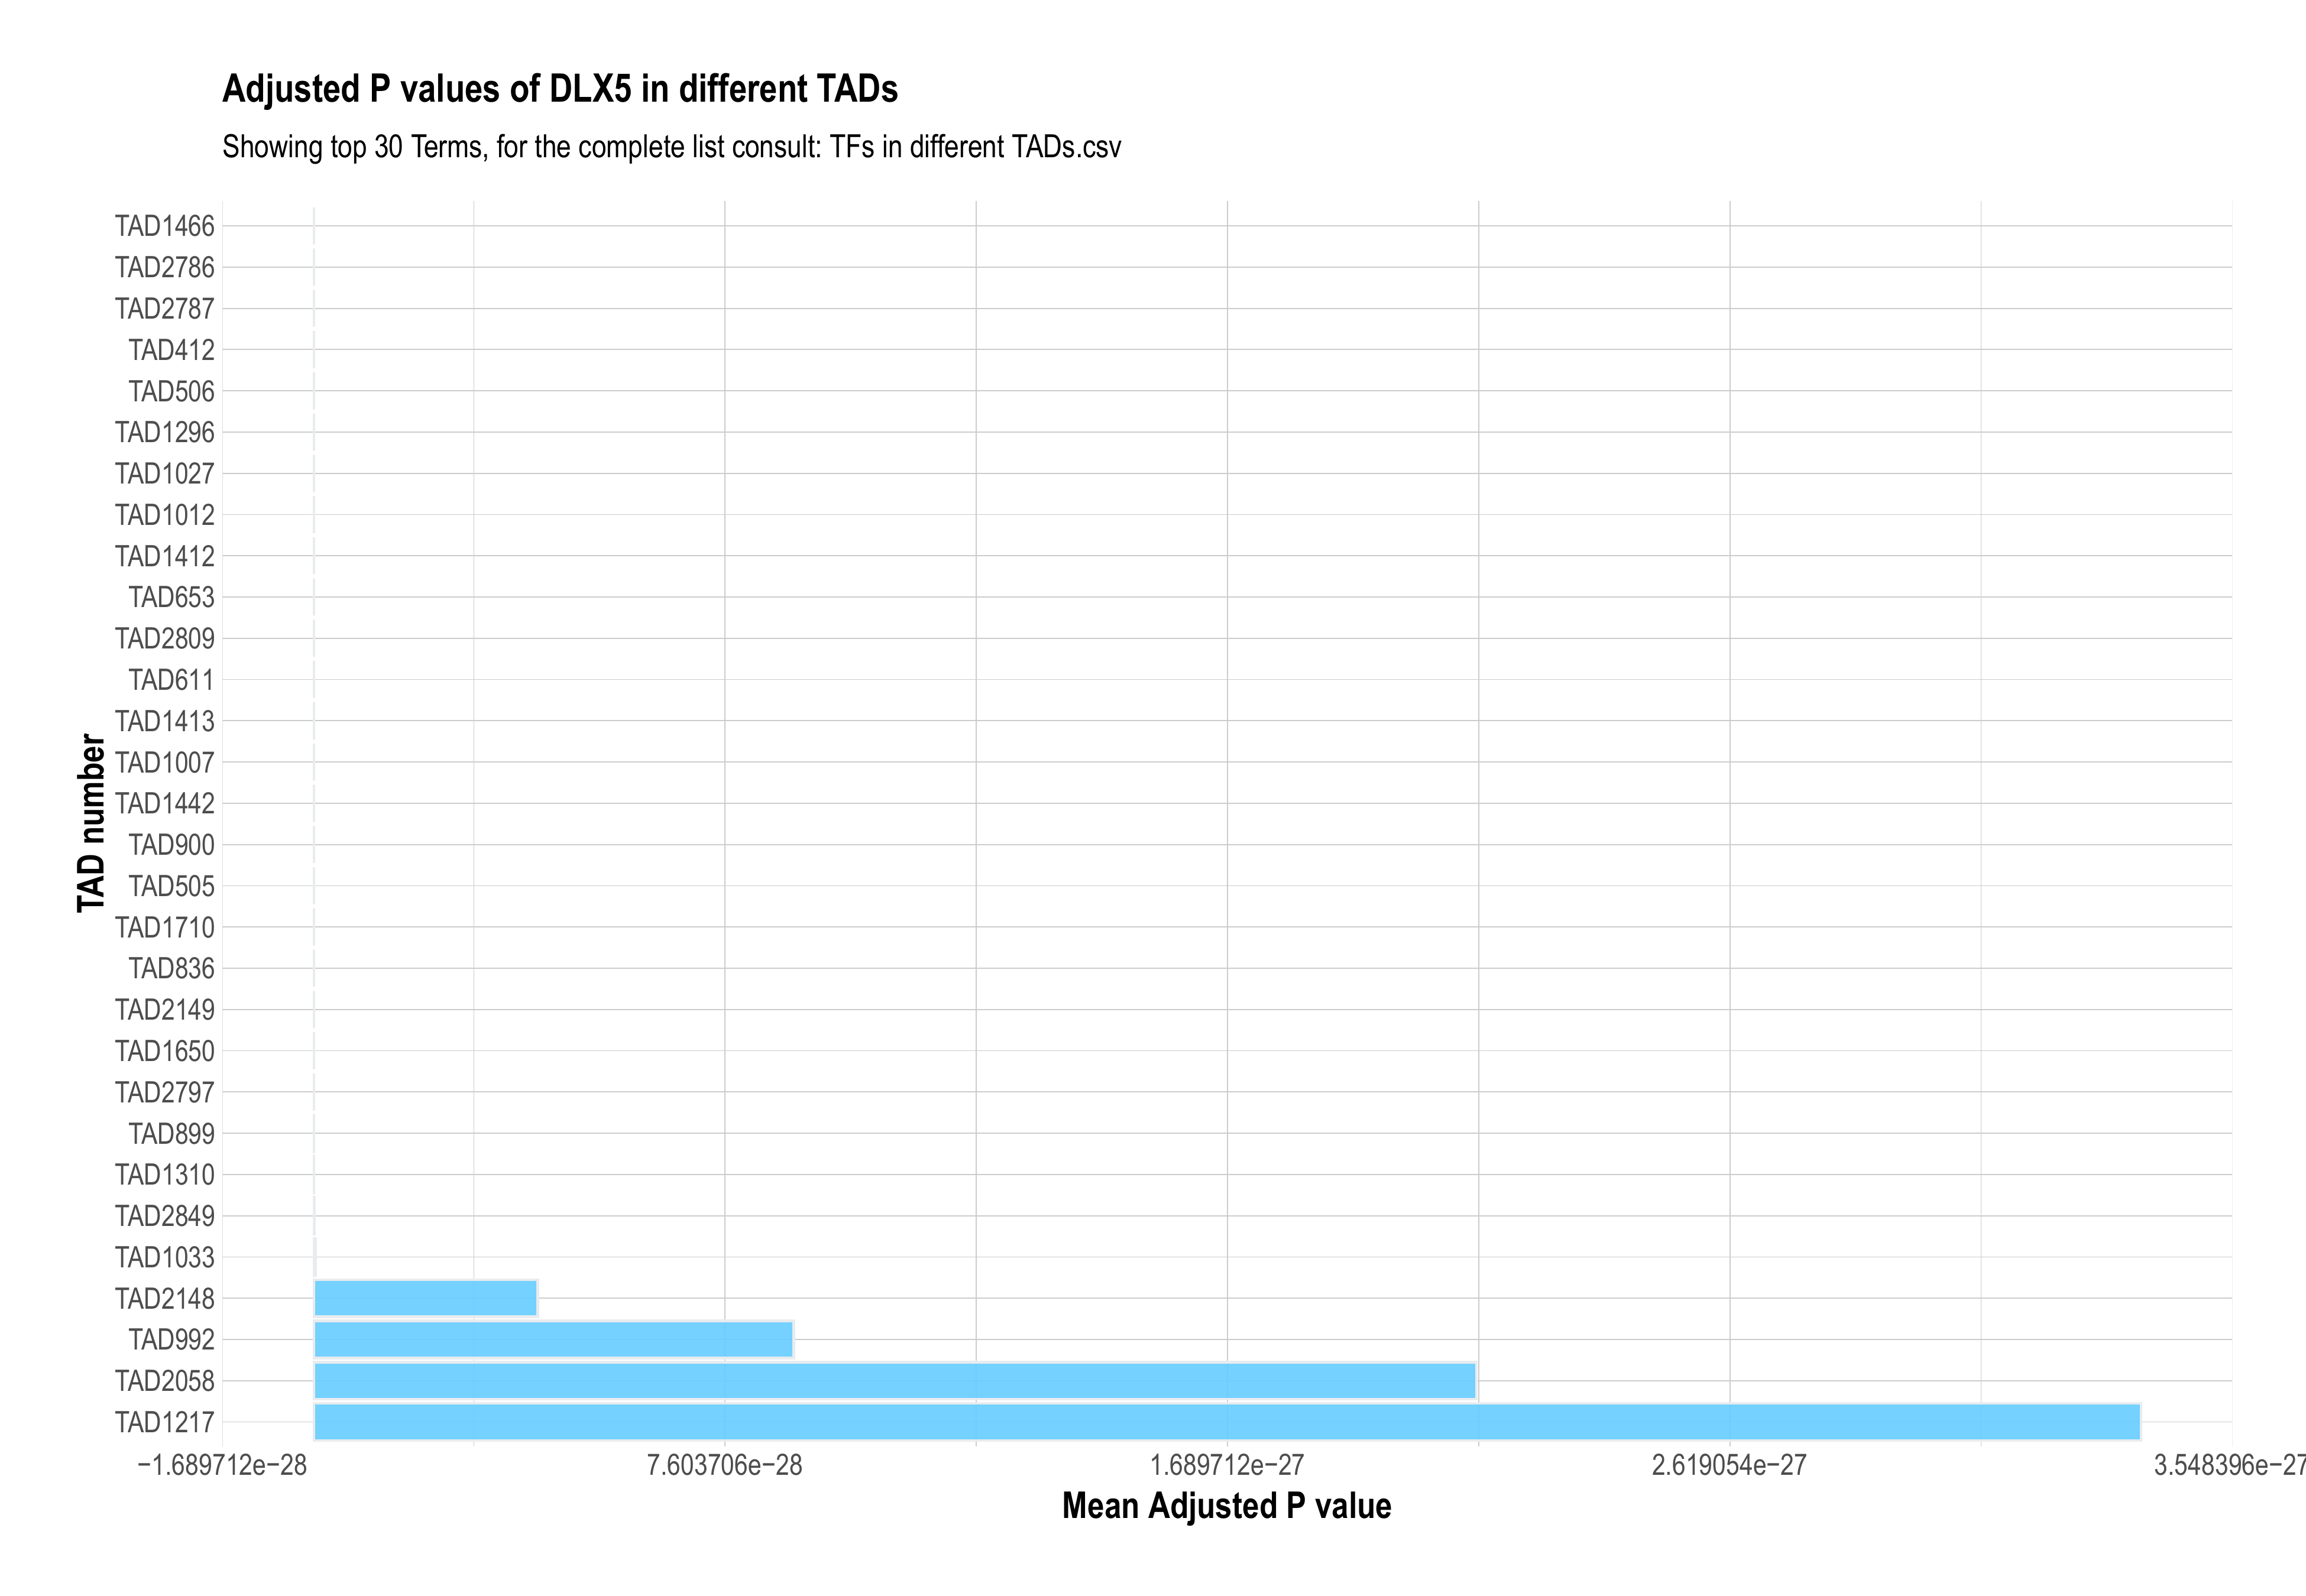 Adjusted P values of DLX5 in different TADs
Showing top 30 Terms, for the complete list consult: TFs in different TADs.csv
TAD number
TAD1466
TAD2786
TAD2787
TAD412
TAD506
TAD1296
TAD1027
TAD1012
TAD1412
TAD653
TAD2809
TAD611
TAD1413
TAD1007
TAD1442
TAD900
TAD505
TAD1710
TAD836
TAD2149
TAD1650
TAD2797
TAD899
TAD1310
TAD2849
TAD1033
TAD2148
TAD992
TAD2058
TAD1217
−1.689712e−28 7.603706e−28 1.689712e−27 2.619054e−27 3.548396e−27
Mean Adjusted P value